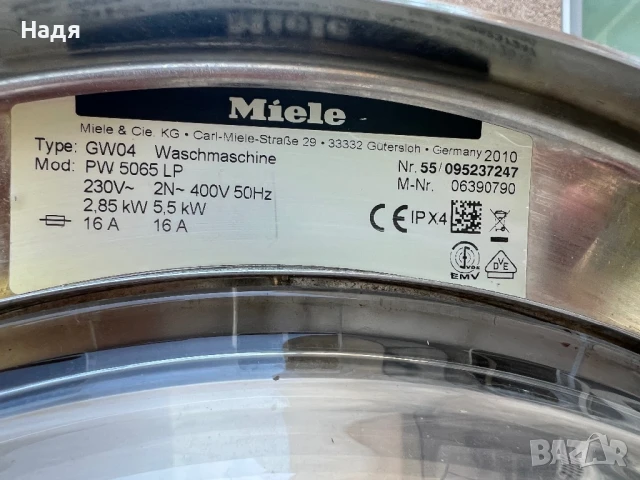 Надя
Miele
Miele & Cie. KG • Carl-Miele-Straße 29 • 33332 Gütersloh • Germany 2010
Type: GW04 Waschmaschine
Mod: PW 5065 LP
Nr. 55/095237247
M-Nr. 06390790
230V~ 2N~ 400V 50Hz
2,85 kW 5,5 kW
16 A 16 A
CE IPX4
EMV
BAZAR